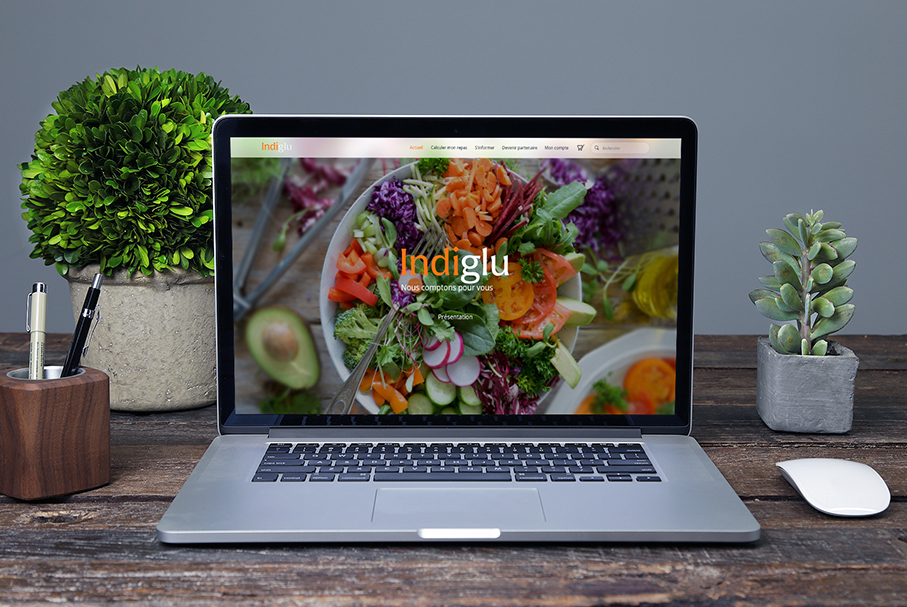 Indiglu
Accueil Calculer mon repas S'informer Devenir partenaire Mon compte Rechercher
Indiglu
Nous comptons pour vous
Présentation